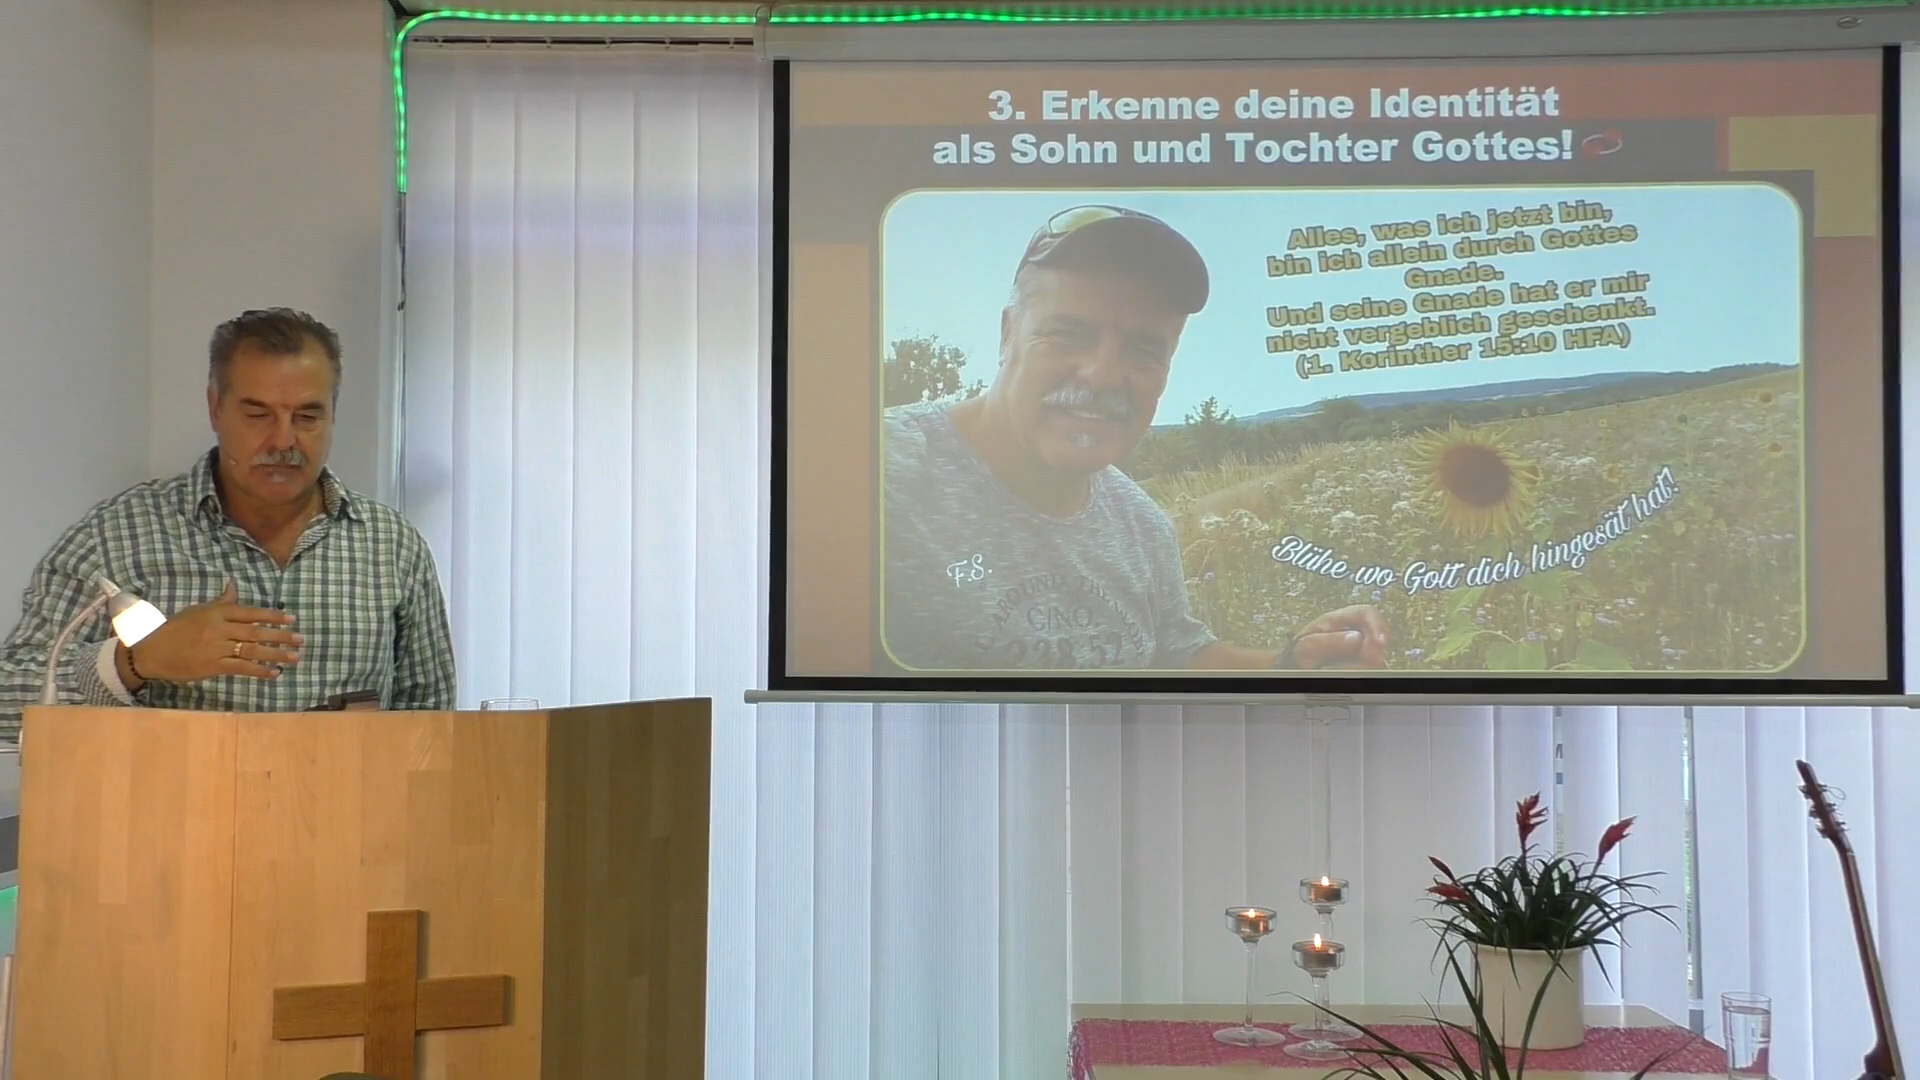 3. Erkenne deine Identität
als Sohn und Tochter Gottes!
Alles, was ich jetzt bin,
bin ich allein durch Gottes
Gnade.
Und seine Gnade hat er mir
nicht vergeblich geschenkt.
(1. Korinther 15:10 HFA)
Blühe wo Gott dich hingesät hat!
F.S.
AROUND THE
C/NO.